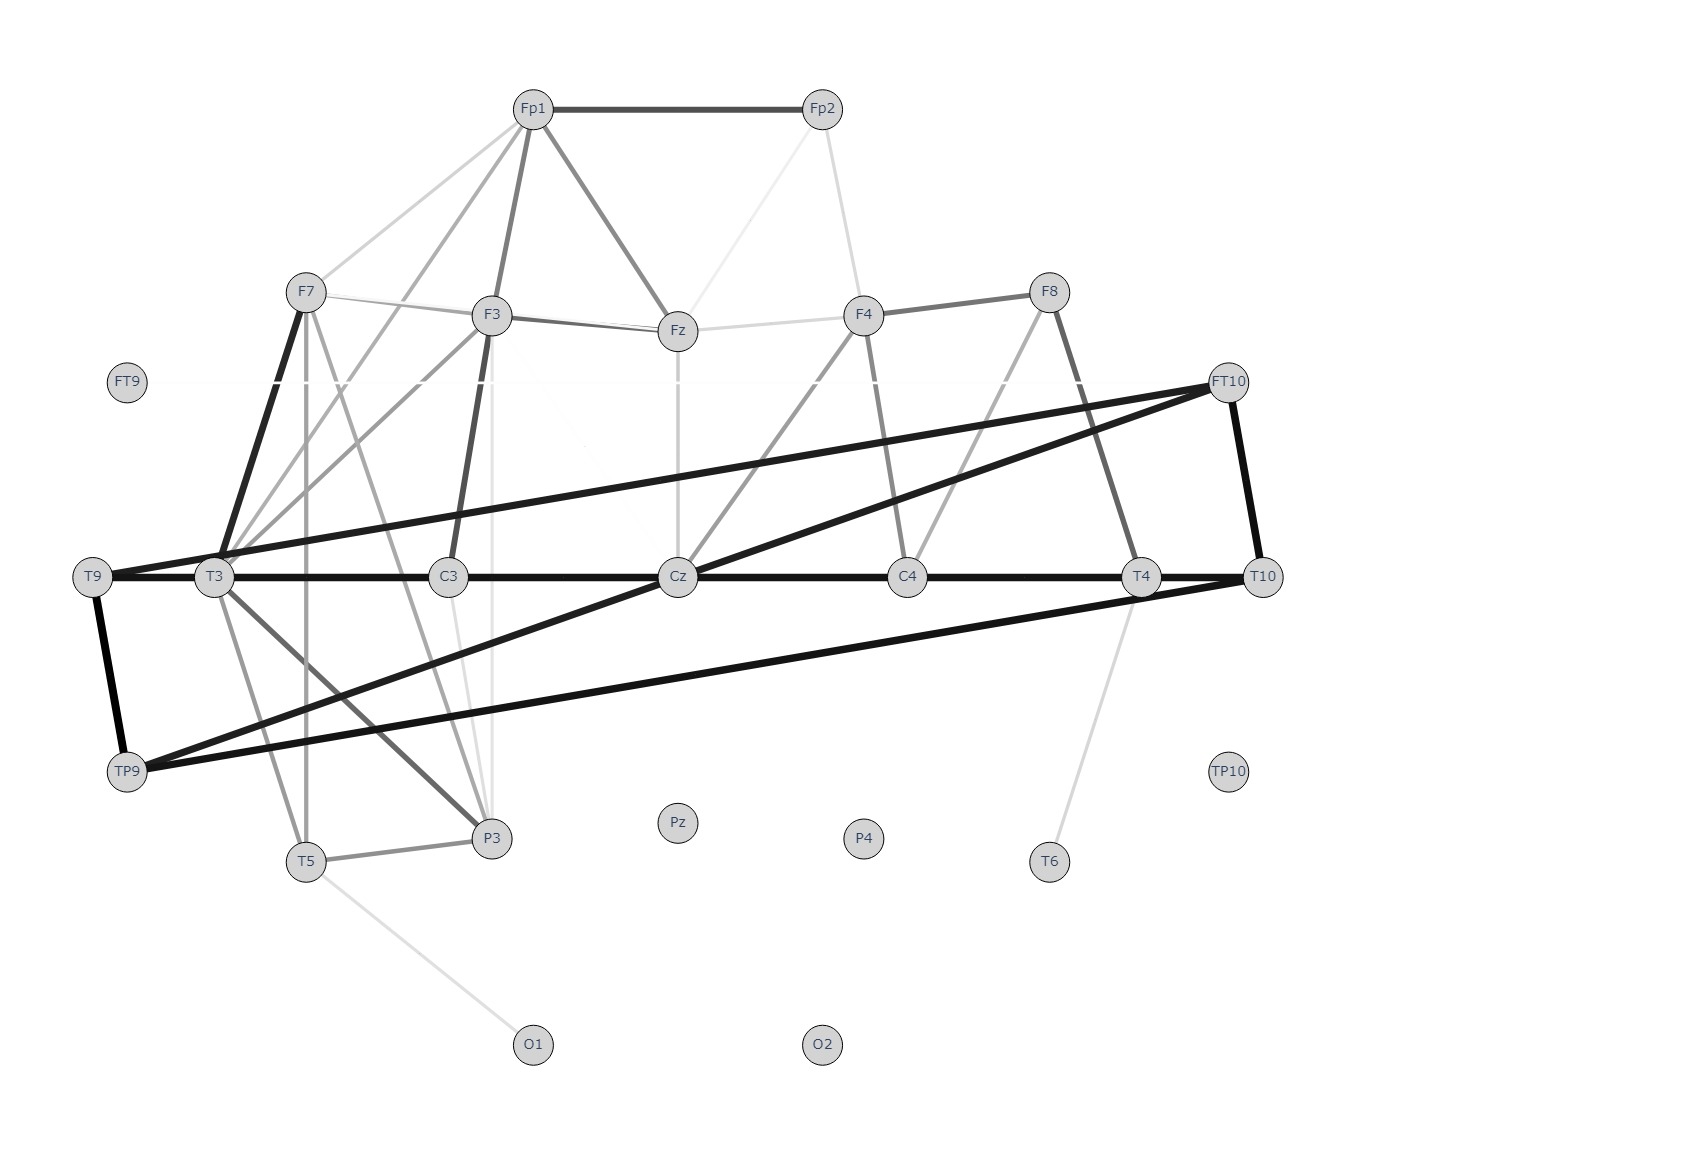 Fp1 Fp2
F7 F3 Fz F4 F8
FT9 FT10
T9 T3 C3 Cz C4 T4 T10
TP9 TP10
T5 P3 Pz P4 T6
O1 O2